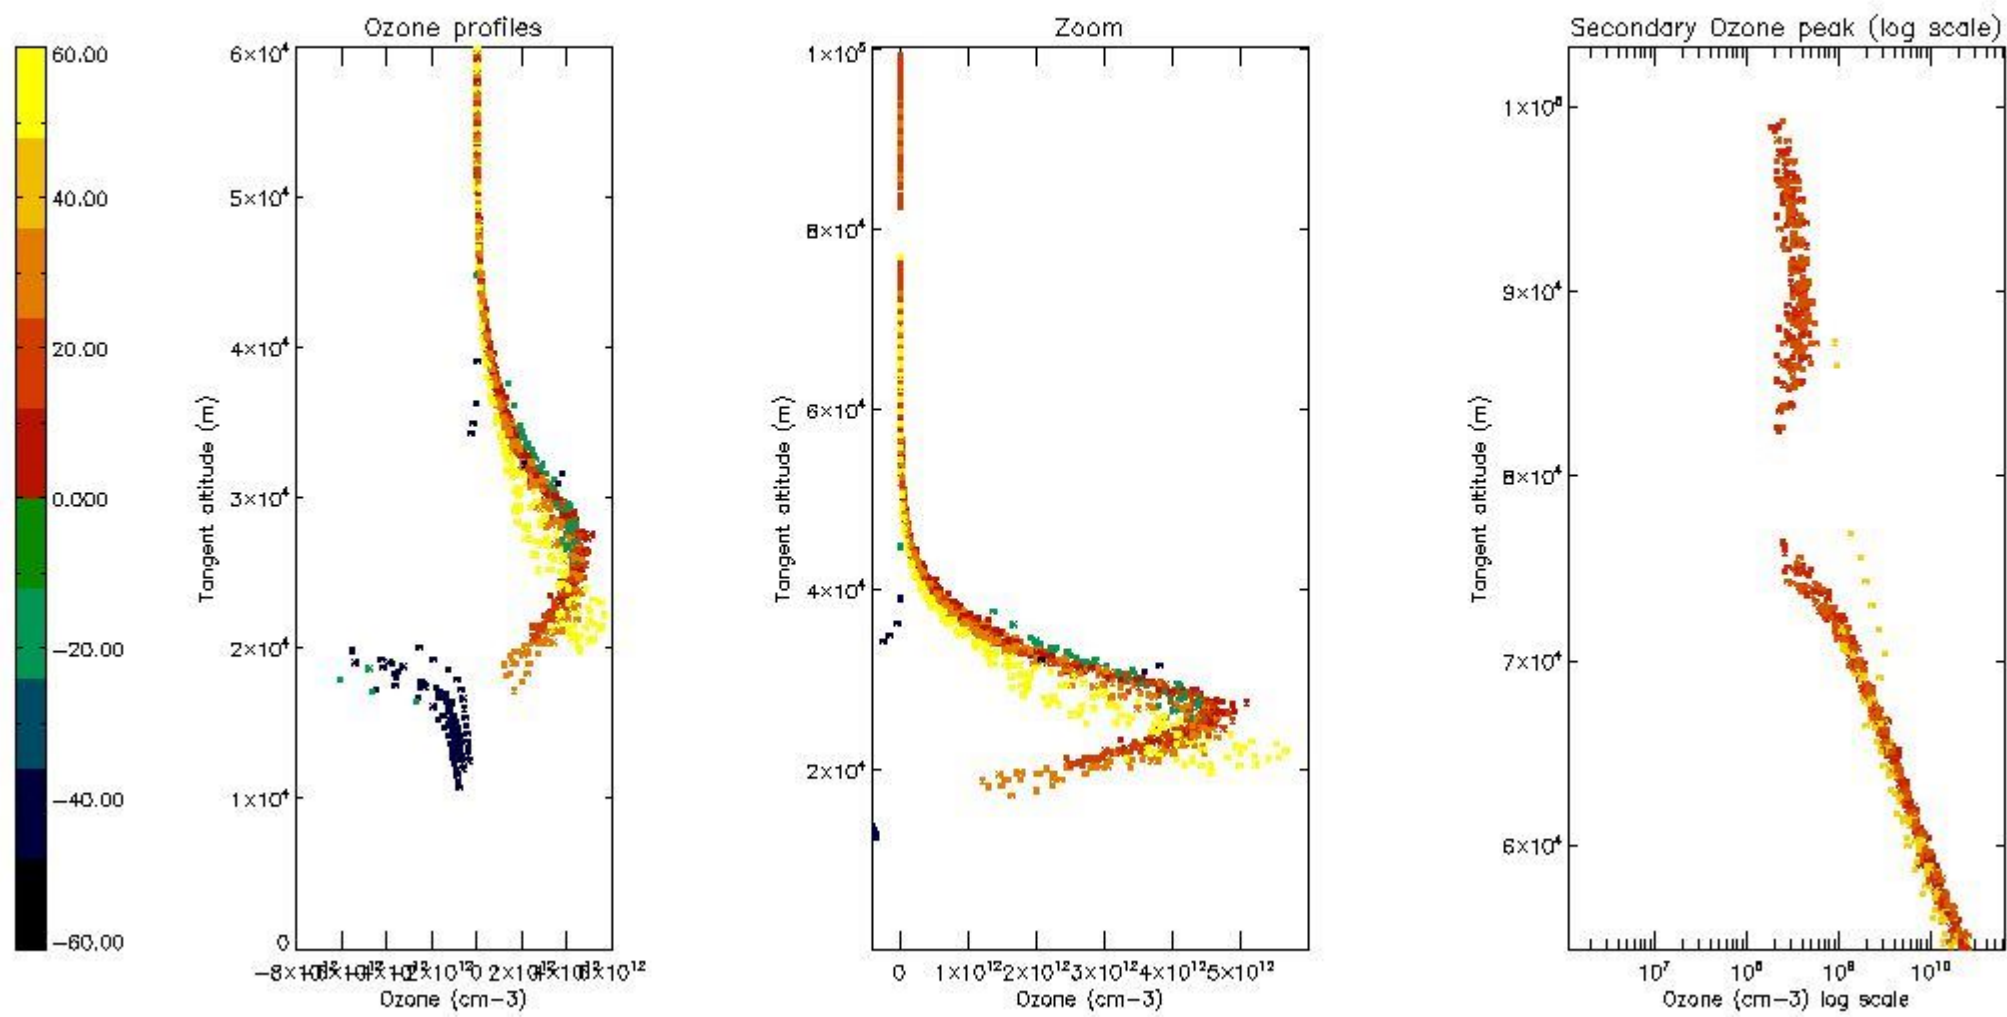 Ozone profiles
Zoom
Secondary Ozone peak (log scale)
60.00
40.00
20.00
-20.00
-40.00
-60.00
Tangent altitude (m)
6×10⁴
5×10⁴
4×10⁴
3×10⁴
2×10⁴
1×10⁴
0
Ozone (cm-3)
Tangent altitude (m)
1×10⁵
8×10⁴
6×10⁴
4×10⁴
2×10⁴
0 1×10¹² 2×10¹² 3×10¹² 4×10¹² 5×10¹²
Ozone (cm-3)
Tangent altitude (m)
9×10⁴
8×10⁴
7×10⁴
6×10⁴
10⁷ 10⁸ 10⁹ 10¹⁰
Ozone (cm-3) log scale